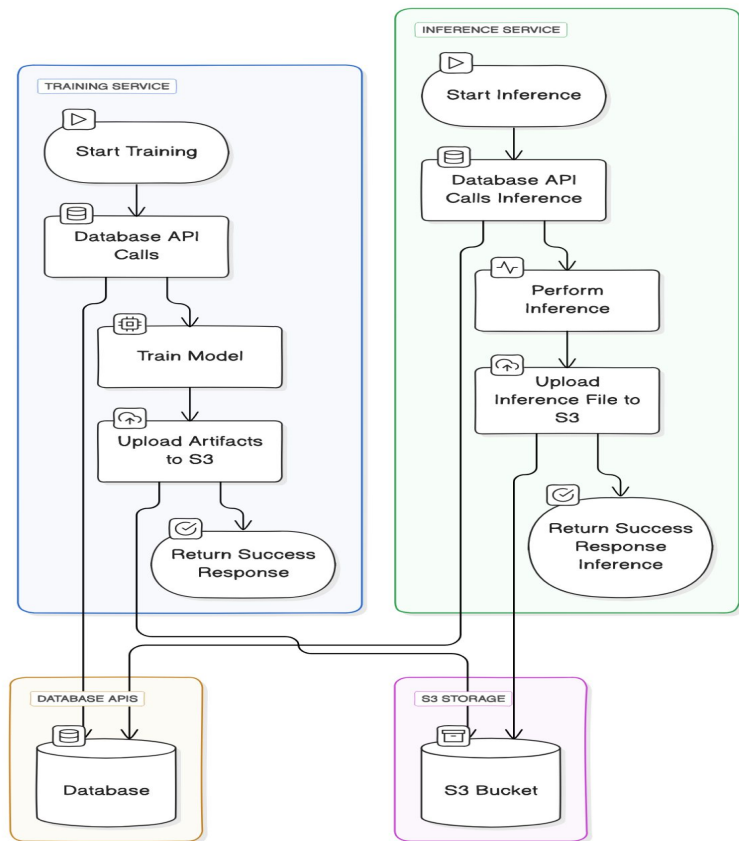 INFERENCE SERVICE
Start Inference
Database API
Calls Inference
Perform
Inference
Upload
Inference File to
S3
Return Success
Response
Inference
TRAINING SERVICE
Start Training
Database API
Calls
Train Model
Upload Artifacts
to S3
Return Success
Response
DATABASE APIS
Database
S3 STORAGE
S3 Bucket